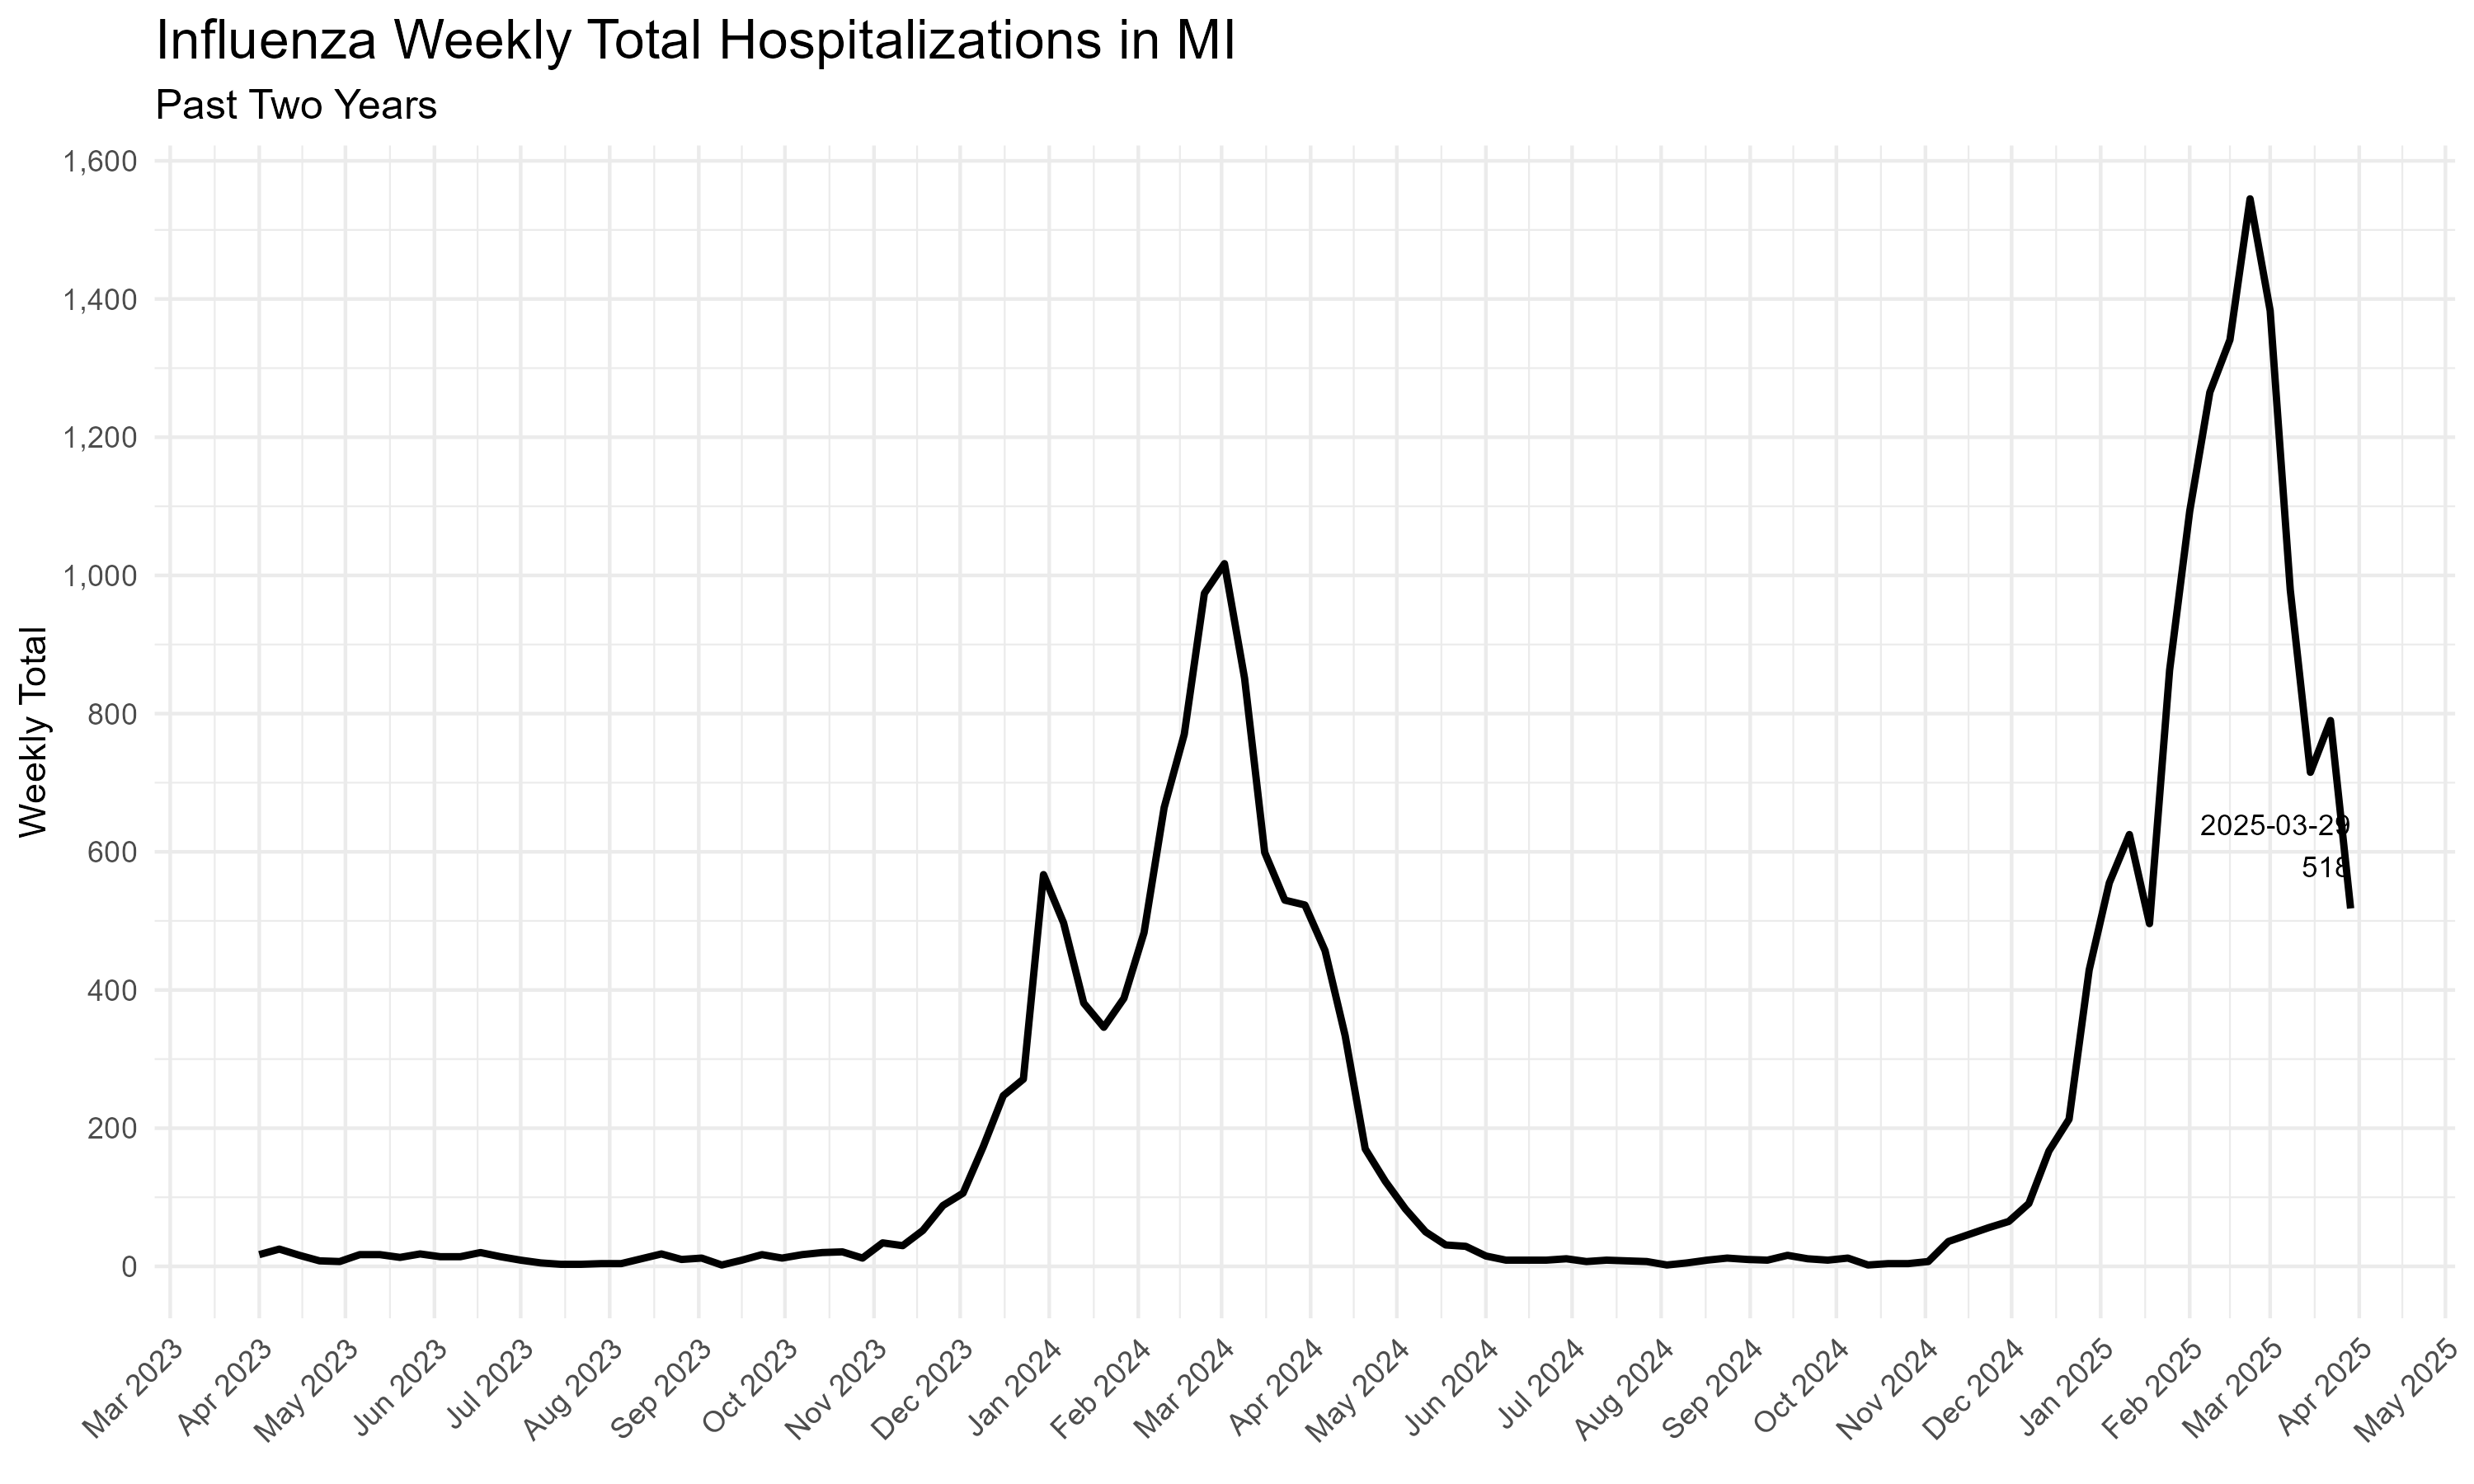 Influenza Weekly Total Hospitalizations in MI
Past Two Years
Weekly Total
1,600
1,400
1,200
1,000
800
600
400
200
0
2025-03-29
518
Mar 2023
Apr 2023
May 2023
Jun 2023
Jul 2023
Aug 2023
Sep 2023
Oct 2023
Nov 2023
Dec 2023
Jan 2024
Feb 2024
Mar 2024
Apr 2024
May 2024
Jun 2024
Jul 2024
Aug 2024
Sep 2024
Oct 2024
Nov 2024
Dec 2024
Jan 2025
Feb 2025
Mar 2025
Apr 2025
May 2025